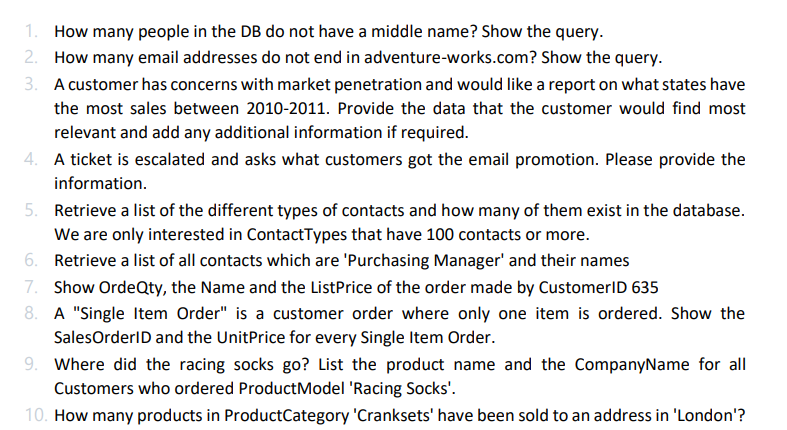 1. How many people in the DB do not have a middle name? Show the query.
2. How many email addresses do not end in adventure-works.com? Show the query.
3. A customer has concerns with market penetration and would like a report on what states have
the most sales between 2010-2011. Provide the data that the customer would find most
relevant and add any additional information if required.
4. A ticket is escalated and asks what customers got the email promotion. Please provide the
information.
5. Retrieve a list of the different types of contacts and how many of them exist in the database.
We are only interested in ContactTypes that have 100 contacts or more.
6. Retrieve a list of all contacts which are 'Purchasing Manager' and their names
7. Show OrdeQty, the Name and the ListPrice of the order made by CustomerID 635
8. A "Single Item Order" is a customer order where only one item is ordered. Show the
SalesOrderID and the UnitPrice for every Single Item Order.
9. Where did the racing socks go? List the product name and the CompanyName for all
Customers who ordered ProductModel 'Racing Socks'.
10. How many products in ProductCategory 'Cranksets' have been sold to an address in 'London'?